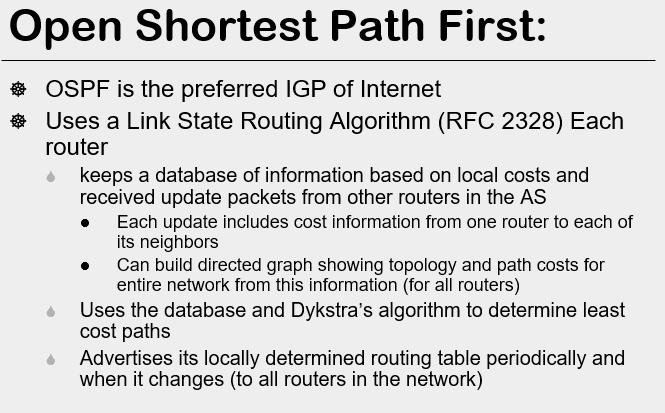 Open Shortest Path First:
OSPF is the preferred IGP of Internet
Uses a Link State Routing Algorithm (RFC 2328) Each
router
keeps a database of information based on local costs and
received update packets from other routers in the AS
Each update includes cost information from one router to each of
its neighbors
Can build directed graph showing topology and path costs for
entire network from this information (for all routers)
Uses the database and Dykstra’s algorithm to determine least
cost paths
Advertises its locally determined routing table periodically and
when it changes (to all routers in the network)